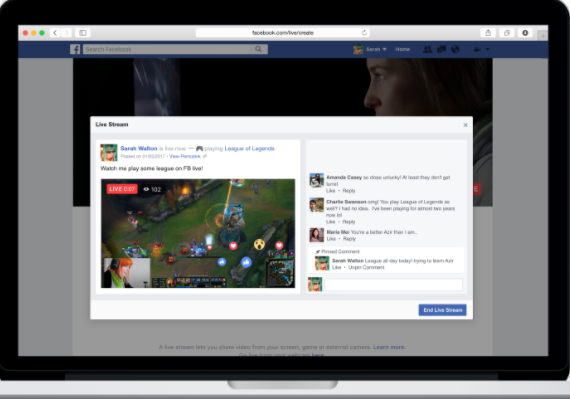 facebook.com/live/create
Search Facebook
Sarah
Home
Live Stream
Sarah Walton is live now — playing League of Legends.
Posted on 01/30/2017 · View Permalink
Watch me play some league on FB live!
LIVE 0:07
102
Amanda Casey so close unlucky! At least they don't got
turret
Like · Reply
Charlie Swanson omg! You play League of Legends as
well? I had no idea.. I've been playing for almost two years
now lol
Like · Reply
Maria Mei You're a better Azir than I am..
Like · Reply
Pinned Comment
Sarah Walton League all day today! trying to learn Azir
Like · Unpin Comment
End Live Stream
A live stream lets you share video from your screen, game or external camera. Learn more.